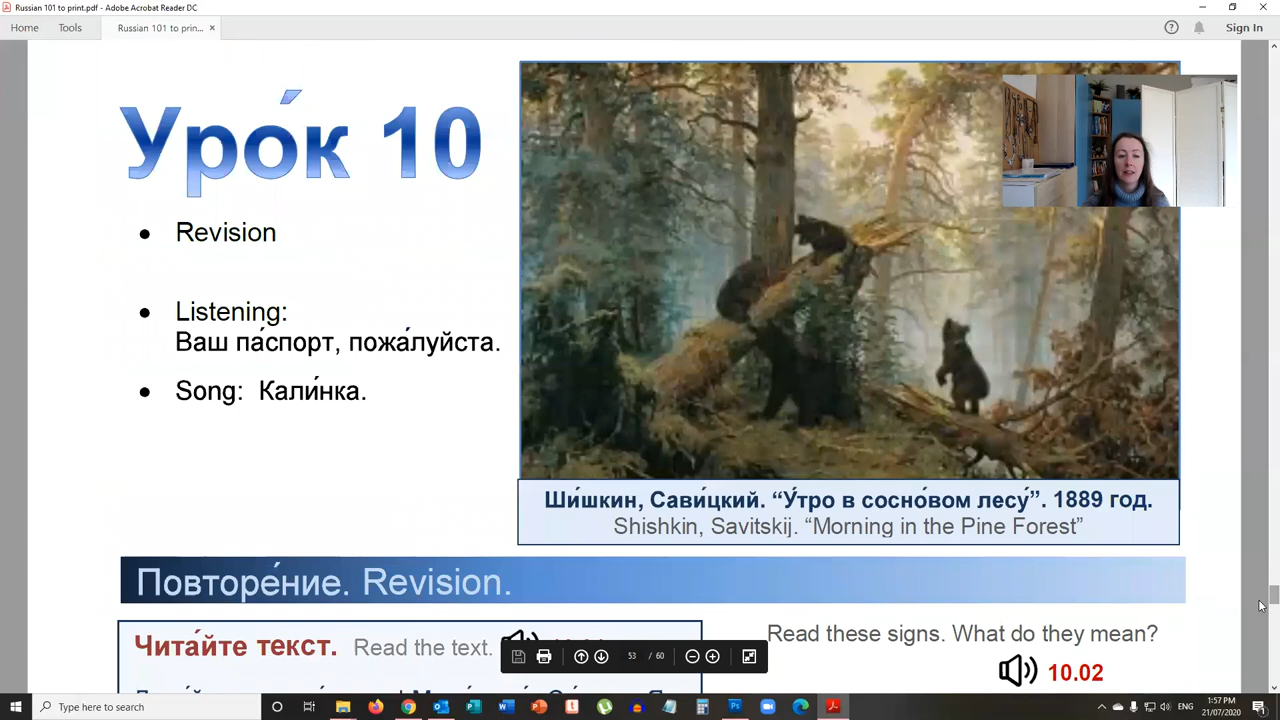 Russian 101 to print.pdf - Adobe Acrobat Reader DC
Home Tools Russian 101 to prin... × Sign In
Уро́к 10
• Revision
• Listening:
Ваш па́спорт, пожа́луйста.
• Song: Кали́нка.
Ши́шкин, Сави́цкий. “У́тро в сосно́вом лесу́”. 1889 год.
Shishkin, Savitskij. “Morning in the Pine Forest”
Повторе́ние. Revision.
Чита́йте текст. Read the text.
Read these signs. What do they mean?
10.02
53 / 60
Type here to search
ENG
1:57 PM
21/07/2020